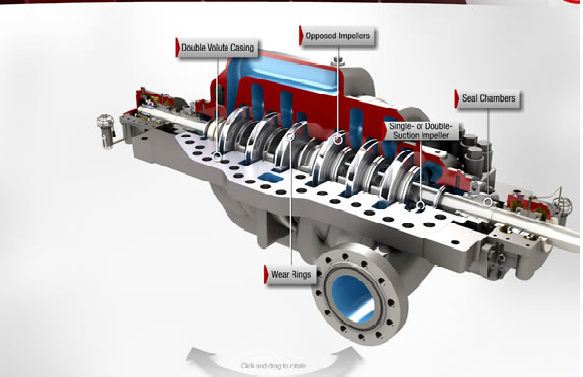 Opposed Impellers
Double Volute Casing
Seal Chambers
Single- or Double-
Suction Impeller
Wear Rings
Click and drag to rotate